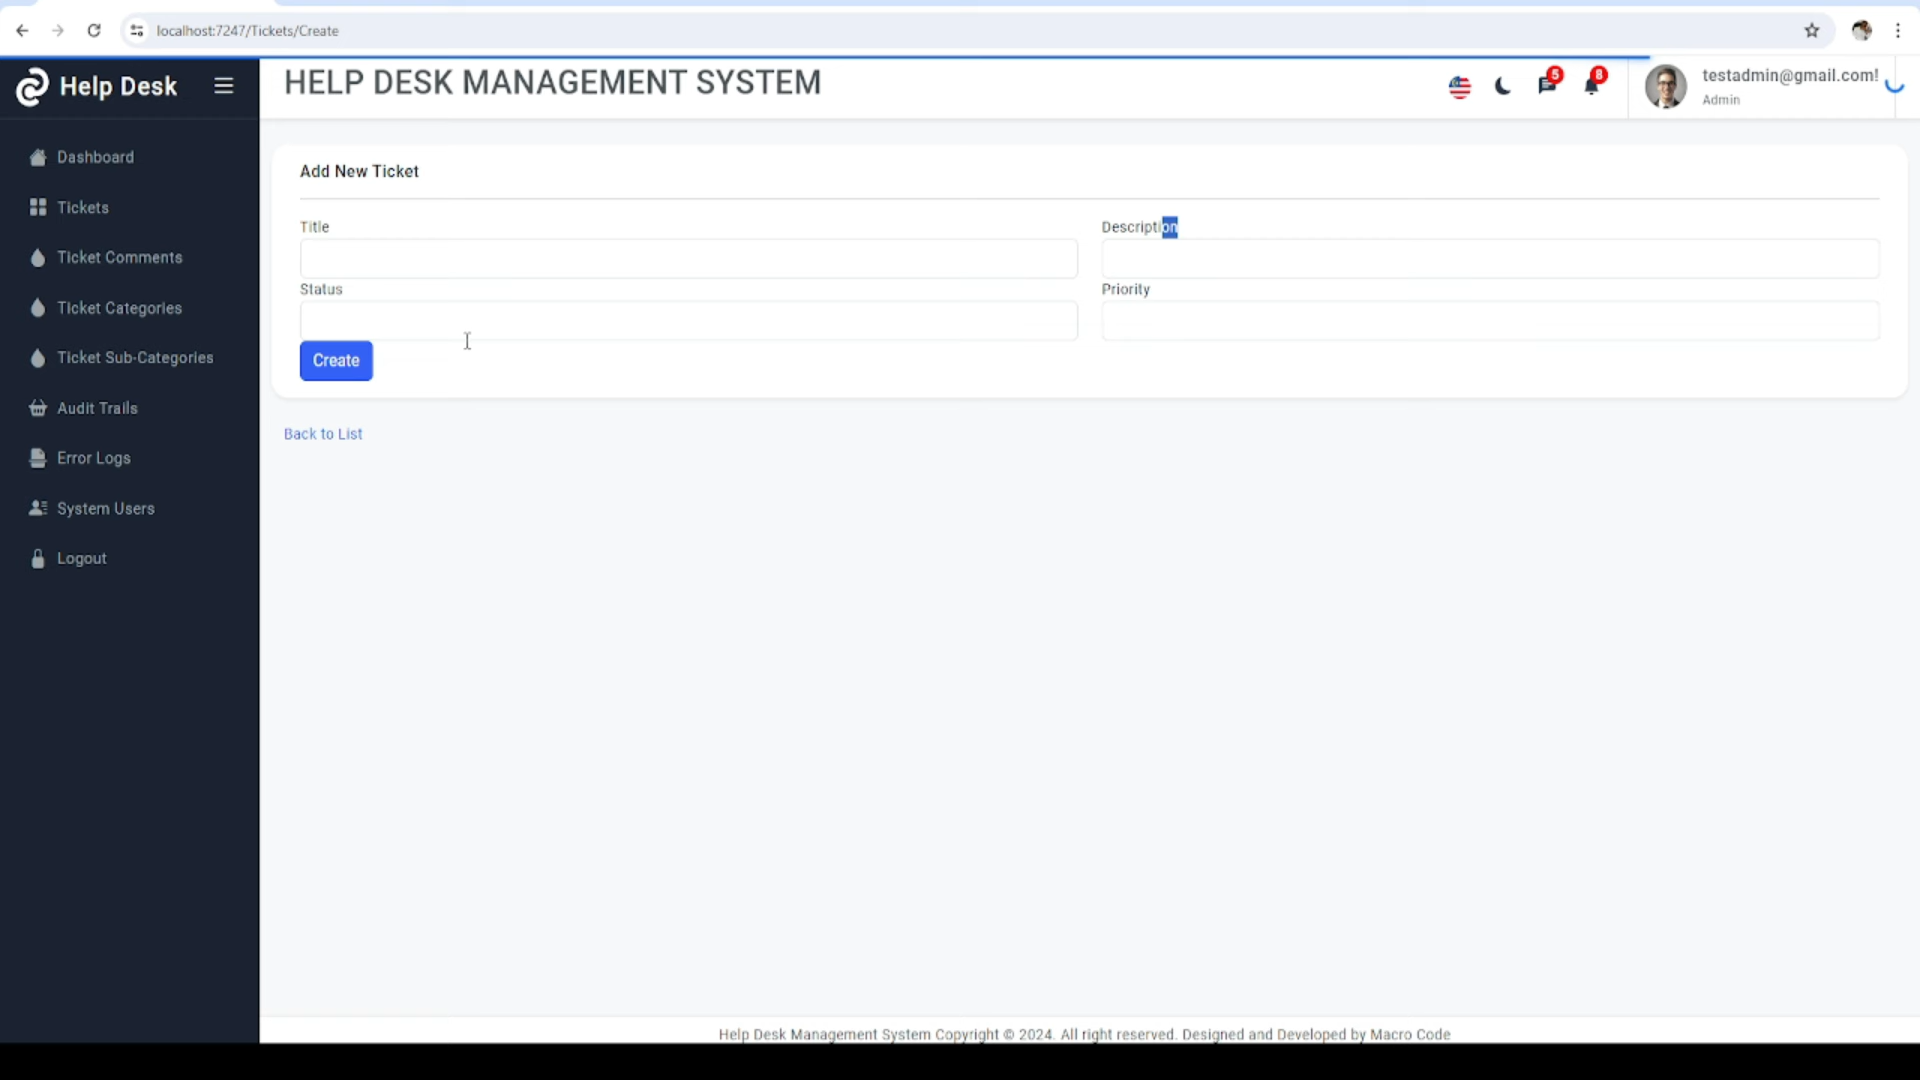 localhost:7247/Tickets/Create
Help Desk
HELP DESK MANAGEMENT SYSTEM
5
8
testadmin@gmail.com!
Admin
Dashboard
Tickets
Ticket Comments
Ticket Categories
Ticket Sub-Categories
Audit Trails
Error Logs
System Users
Logout
Add New Ticket
Title
Description
Status
Priority
Create
Back to List
Help Desk Management System Copyright © 2024. All right reserved. Designed and Developed by Macro Code